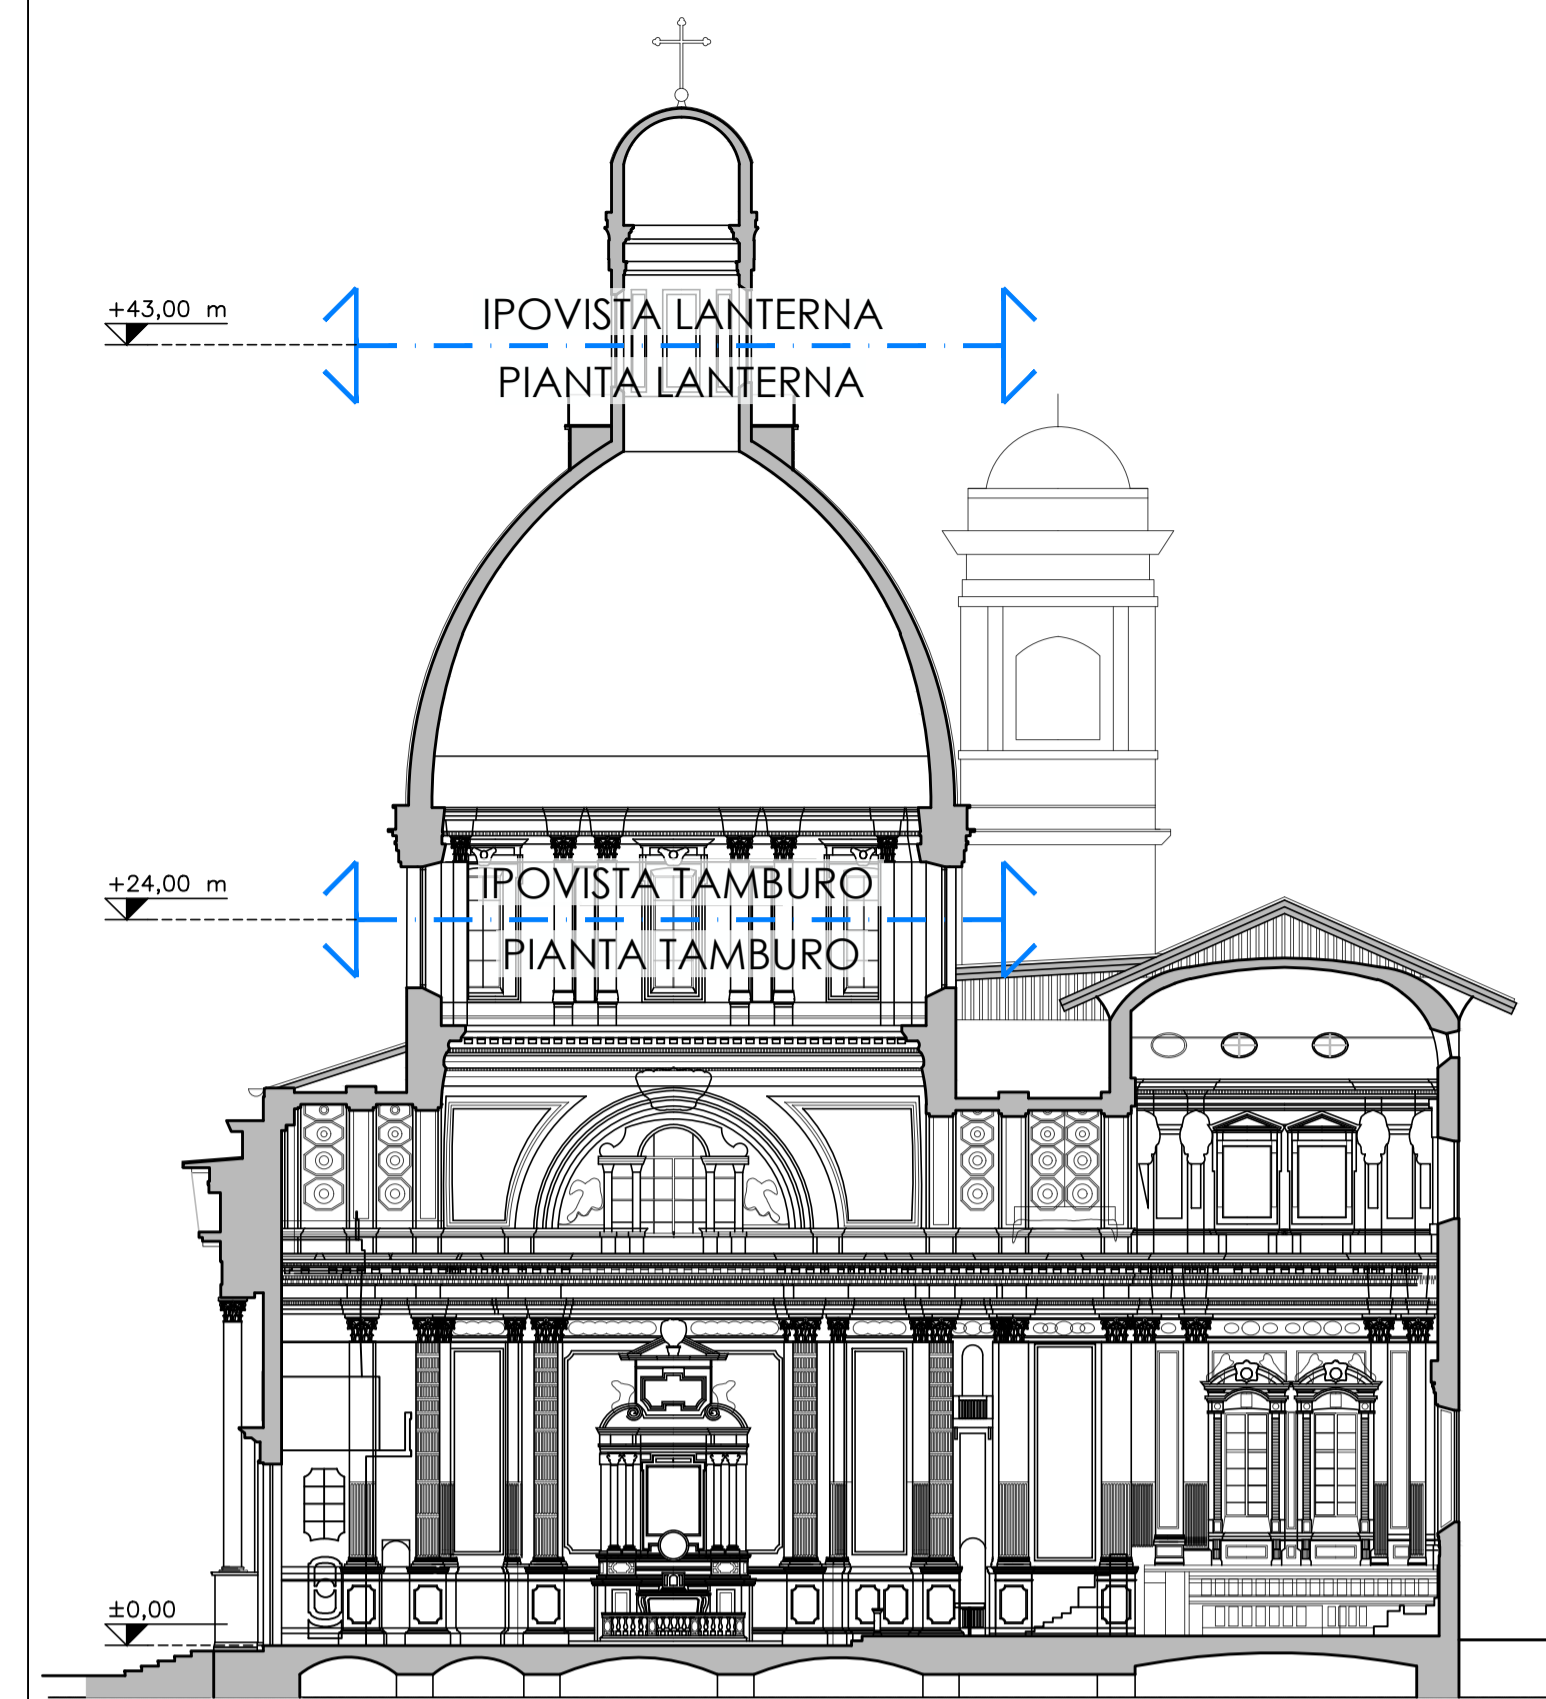 +43,00 m
IPOVISTA LANTERNA
PIANTA LANTERNA
+24,00 m
IPOVISTA TAMBURO
PIANTA TAMBURO
±0,00